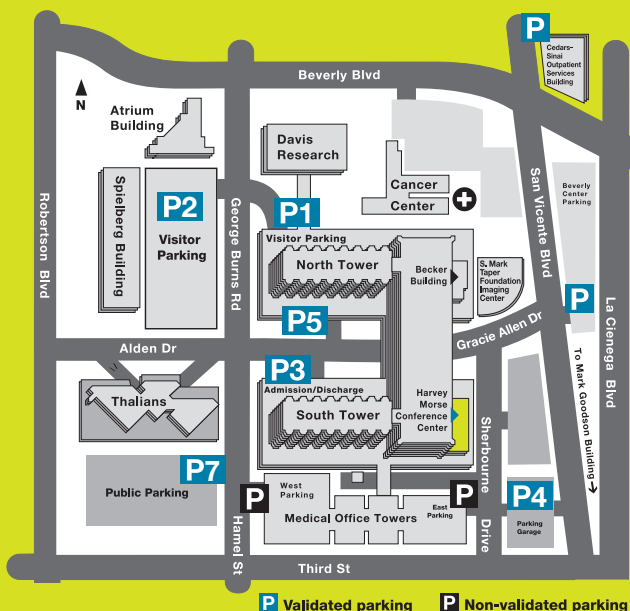 P
Cedars-
Sinai
Outpatient
Services
Building
Beverly Blvd
N
Atrium
Building
Davis
Research
Spielberg Building
P2
Visitor
Parking
Robertson Blvd
George Burns Rd
P1
Cancer
Center
San Vicente Blvd
Beverly
Center
Parking
Visitor Parking
North Tower
Becker
Building
S. Mark
Taper
Foundation
Imaging
Center
P
La Cienega Blvd
P5
Gracie Allen Dr
Alden Dr
P3
Admission/Discharge
To Mark Goodson Building
Thalians
South Tower
Harvey
Morse
Conference
Center
Sherbourne Drive
P7
Public Parking
P
West
Parking
Medical Office Towers
East
Parking
P
P4
Parking
Garage
Hamel St
Third St
P Validated parking
P Non-validated parking